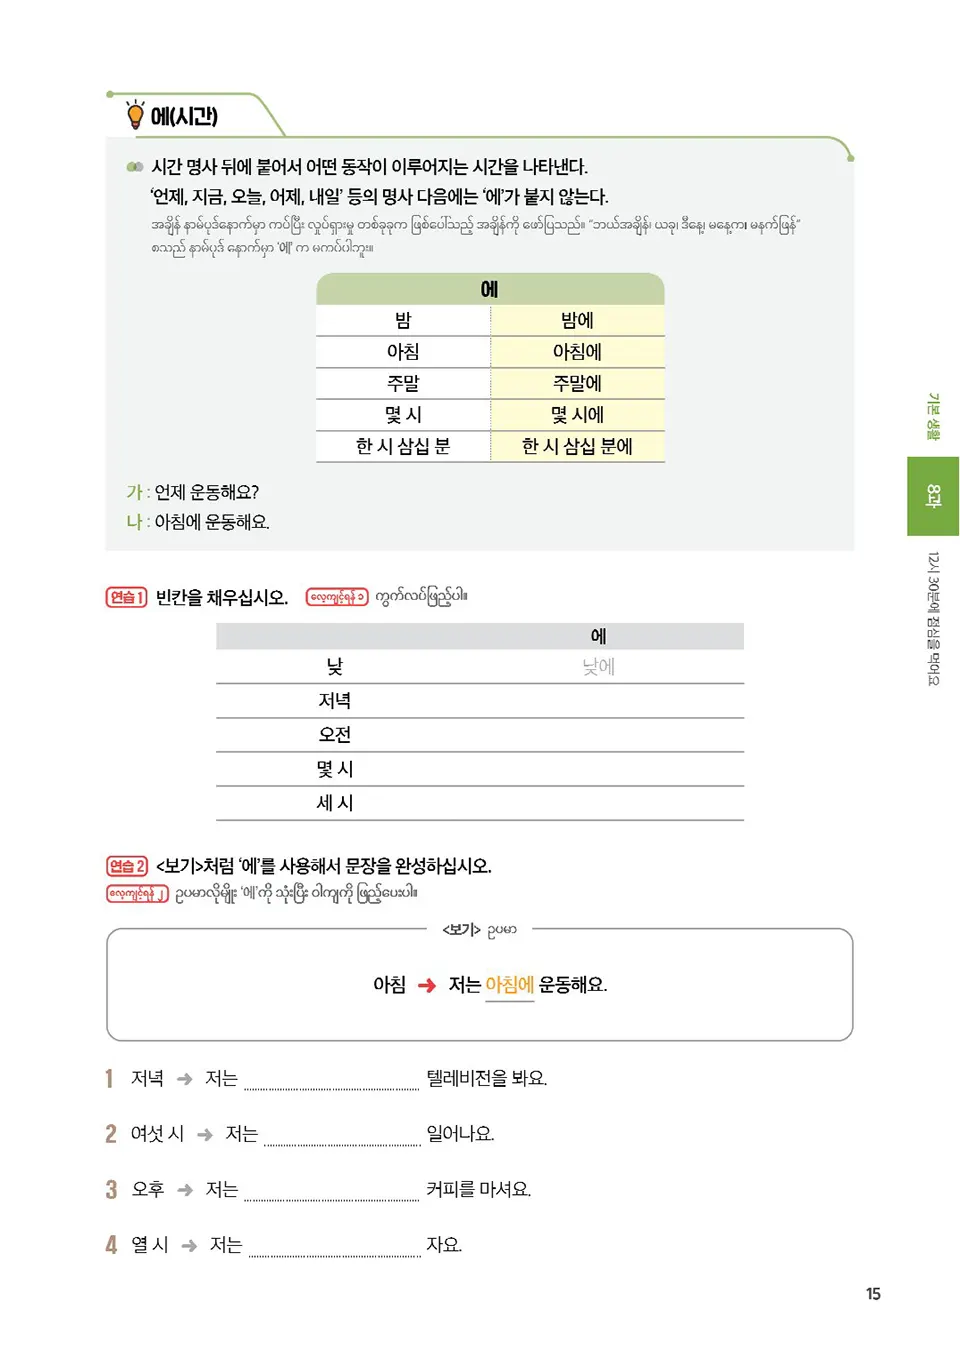 에(시간)
시간 명사 뒤에 붙어서 어떤 동작이 이루어지는 시간을 나타낸다.
‘언제, 지금, 오늘, 어제, 내일’ 등의 명사 다음에는 ‘에’가 붙지 않는다.
အချိန် နာမ်ပုဒ်နောက်မှာ ကပ်ပြီး လှုပ်ရှားမှု တစ်ခုခုက ဖြစ်ပေါ်သည့် အချိန်ကို ဖော်ပြသည်။ “ဘယ်အချိန်၊ ယခု၊ ဒီနေ့၊ မနေ့က၊ မနက်ဖြန်”
စသည် နာမ်ပုဒ် နောက်မှာ ‘에’ က မကပ်ပါဘူး။
에
밤 밤에
아침 아침에
주말 주말에
몇 시 몇 시에
한 시 삼십 분 한 시 삼십 분에
가 : 언제 운동해요?
나 : 아침에 운동해요.
연습 1 빈칸을 채우십시오. လေ့ကျင့်ရန် ၁ ကွက်လပ်ဖြည့်ပါ။
에
낮 낮에
저녁
오전
몇 시
세 시
연습 2 <보기>처럼 ‘에’를 사용해서 문장을 완성하십시오.
လေ့ကျင့်ရန် ၂ ဥပမာလိုမျိုး ‘에’ကို သုံးပြီး ဝါကျကို ဖြည့်ပေးပါ။
<보기> ဥပမာ
아침 ➜ 저는 아침에 운동해요.
1 저녁 ➜ 저는 텔레비전을 봐요.
2 여섯 시 ➜ 저는 일어나요.
3 오후 ➜ 저는 커피를 마셔요.
4 열 시 ➜ 저는 자요.
기본 생활
8과
12시 30분에 점심을 먹어요
15